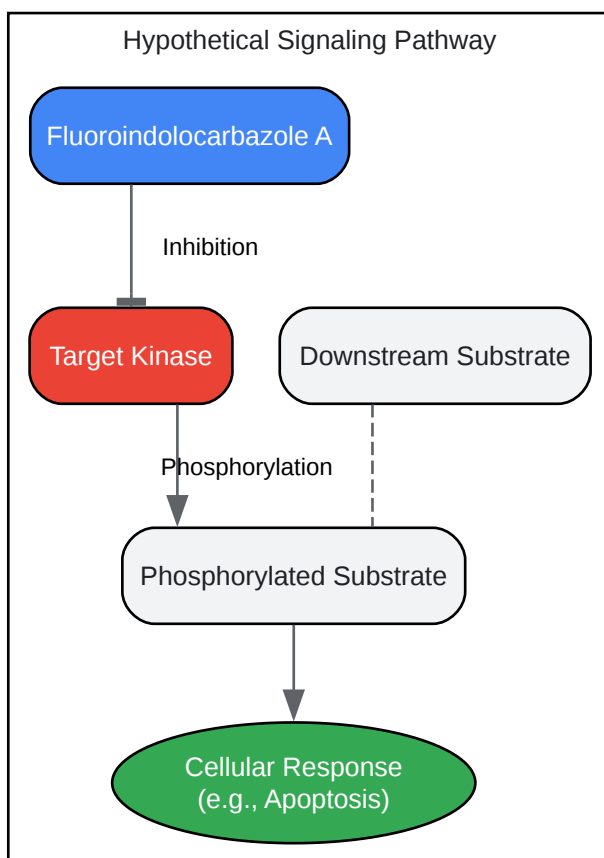 Hypothetical Signaling Pathway
Fluoroindolocarbazole A
Inhibition
Target Kinase
Downstream Substrate
Phosphorylation
Phosphorylated Substrate
Cellular Response
(e.g., Apoptosis)